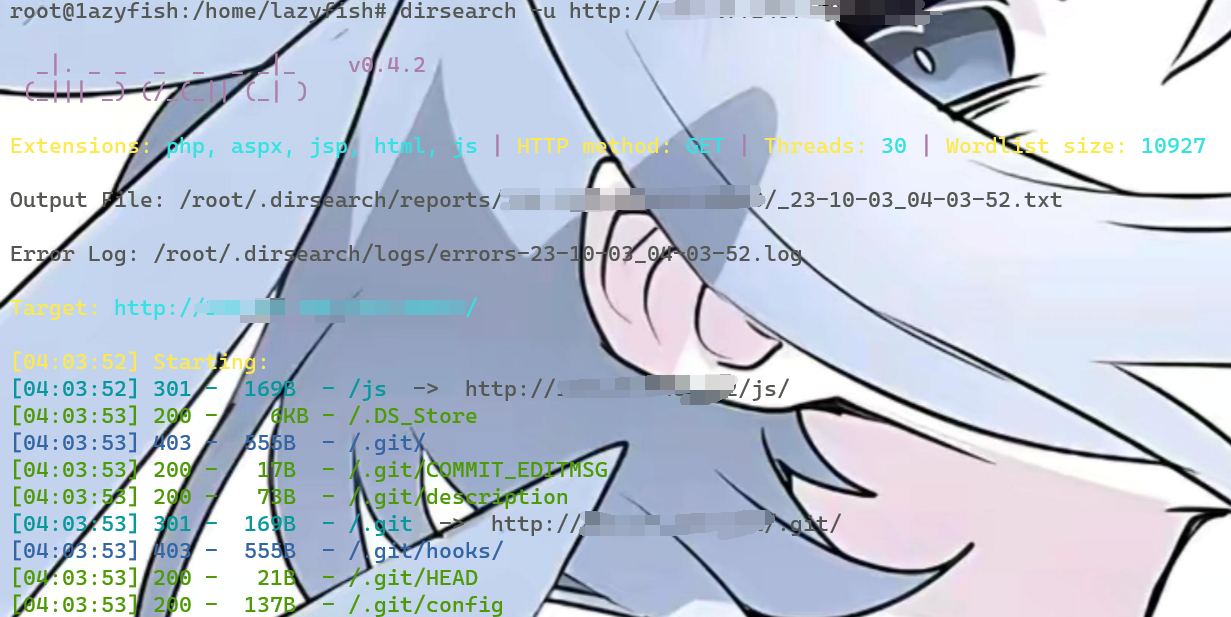 root@1azyfish:/home/lazyfish# dirsearch -u http://
v0.4.2
Extensions: php, aspx, jsp, html, js | HTTP method: GET | Threads: 30 | Wordlist size: 10927
Output File: /root/.dirsearch/reports/ /_23-10-03_04-03-52.txt
Error Log: /root/.dirsearch/logs/errors-23-10-03_04-03-52.log
Target: http:// /
[04:03:52] Starting:
[04:03:52] 301 - 169B - /js -> http:// /js/
[04:03:53] 200 - 6KB - /.DS_Store
[04:03:53] 403 - 555B - /.git/
[04:03:53] 200 - 17B - /.git/COMMIT_EDITMSG
[04:03:53] 200 - 73B - /.git/description
[04:03:53] 301 - 169B - /.git -> http:// /.git/
[04:03:53] 403 - 555B - /.git/hooks/
[04:03:53] 200 - 21B - /.git/HEAD
[04:03:53] 200 - 137B - /.git/config